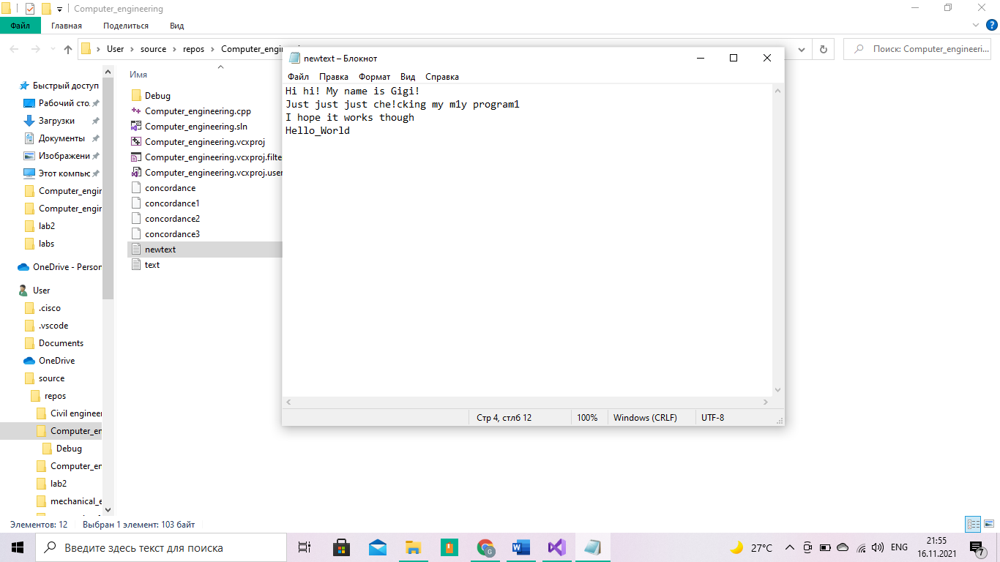 Computer_engineering
Файл Главная Поделиться Вид
User source repos Computer_engin
Поиск: Computer_engineeri...
Быстрый доступ
Рабочий сто.
Загрузки
Документы
Изображени
Этот компьк
Computer_engir
Computer_engir
lab2
labs
OneDrive - Person
User
.cisco
.vscode
Documents
OneDrive
source
repos
Civil engineer
Computer_en
Debug
Computer_en
lab2
mechanical_e
Имя
Debug
Computer_engineering.cpp
Computer_engineering.sln
Computer_engineering.vcxproj
Computer_engineering.vcxproj.filte
Computer_engineering.vcxproj.user
concordance
concordance1
concordance2
concordance3
newtext
text
newtext – Блокнот
Файл Правка Формат Вид Справка
Hi hi! My name is Gigi!
Just just just che!cking my m1y program1
I hope it works though
Hello_World
Стр 4, стлб 12 100% Windows (CRLF) UTF-8
Элементов: 12 Выбран 1 элемент: 103 байт
Введите здесь текст для поиска
27°C
ENG
21:55
16.11.2021
7